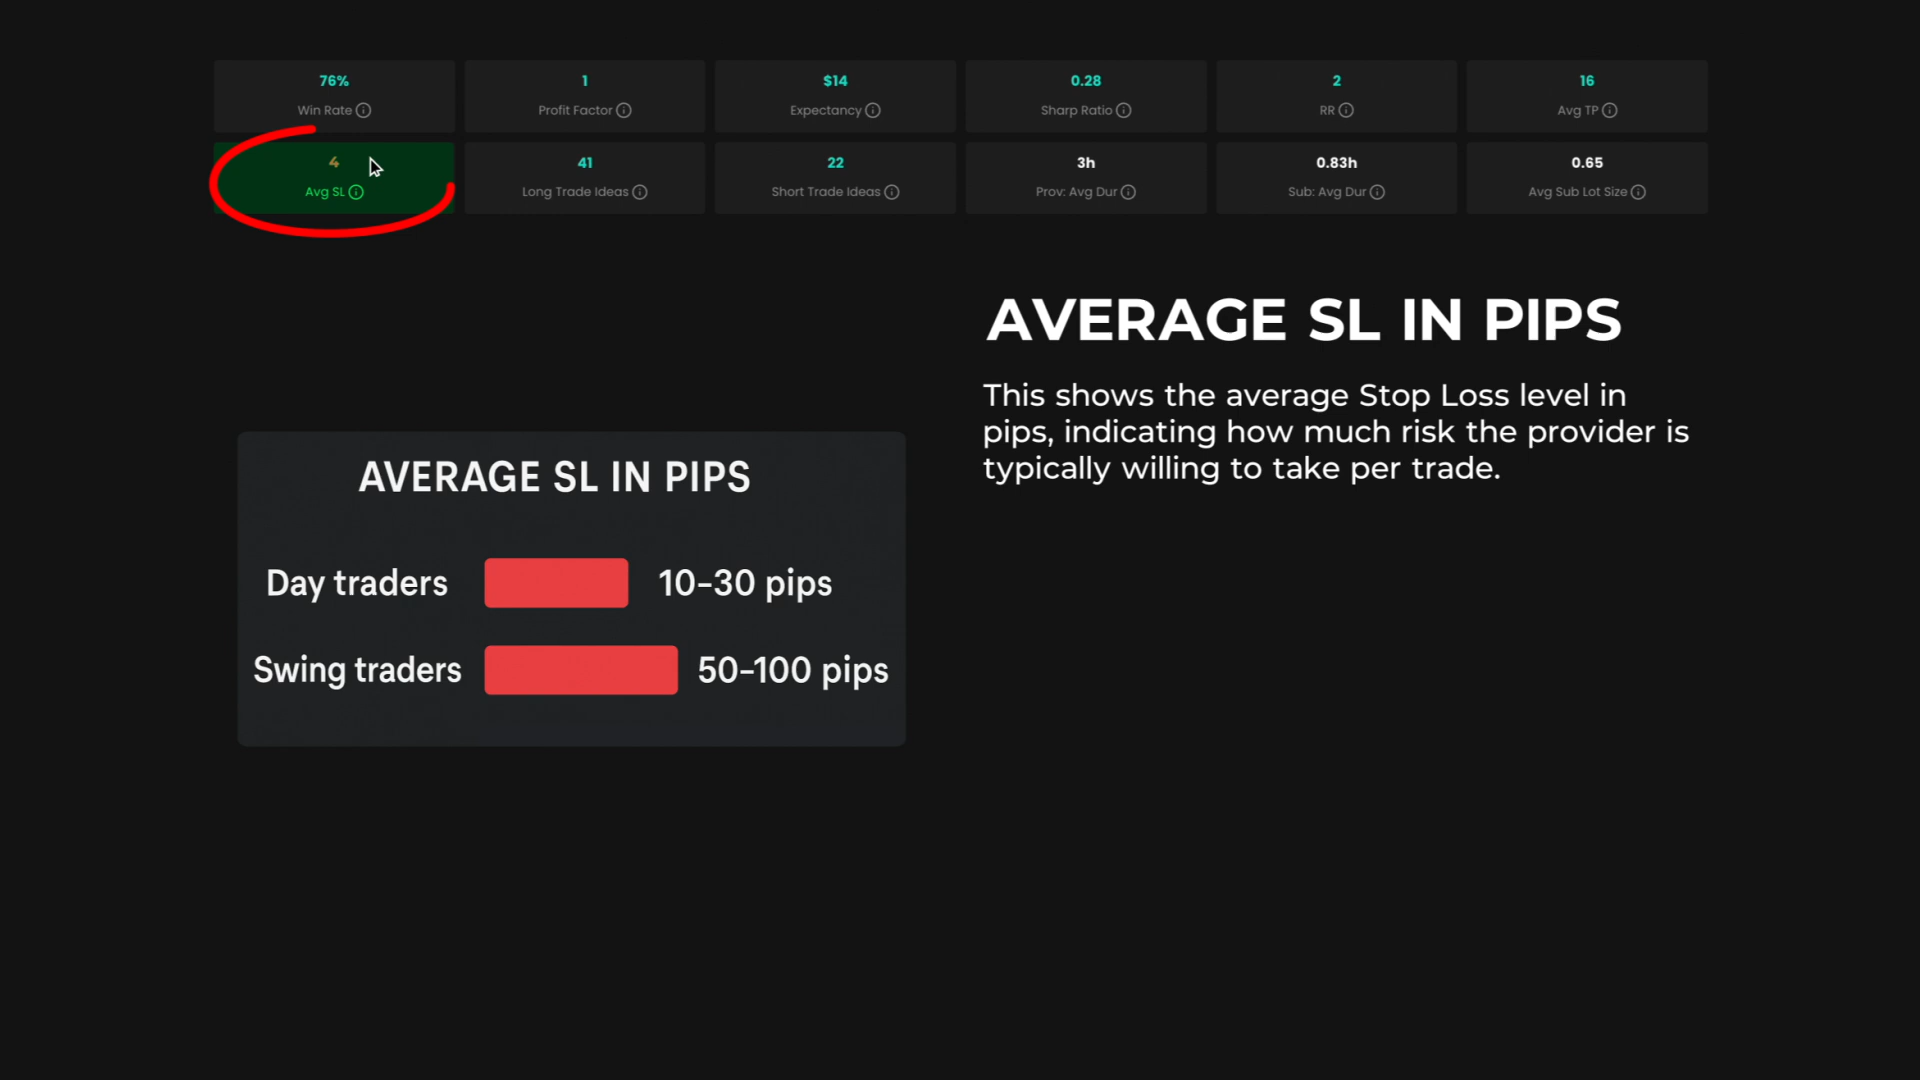 76%
Win Rate
1
Profit Factor
$14
Expectancy
0.28
Sharp Ratio
2
RR
16
Avg TP
4
Avg SL
41
Long Trade Ideas
22
Short Trade Ideas
3h
Prov: Avg Dur
0.83h
Sub: Avg Dur
0.65
Avg Sub Lot Size
AVERAGE SL IN PIPS
This shows the average Stop Loss level in
pips, indicating how much risk the provider is
typically willing to take per trade.
AVERAGE SL IN PIPS
Day traders 10-30 pips
Swing traders 50-100 pips